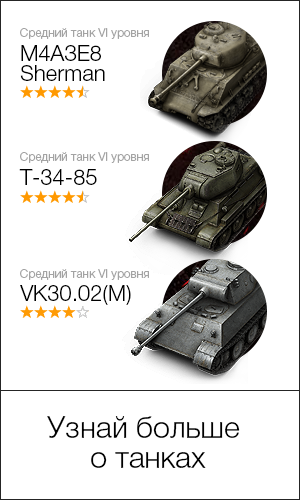 Средний танк VI уровня
M4A3E8
Sherman
Средний танк VI уровня
Т-34-85
Средний танк VI уровня
VK30.02(M)
Узнай больше
о танках